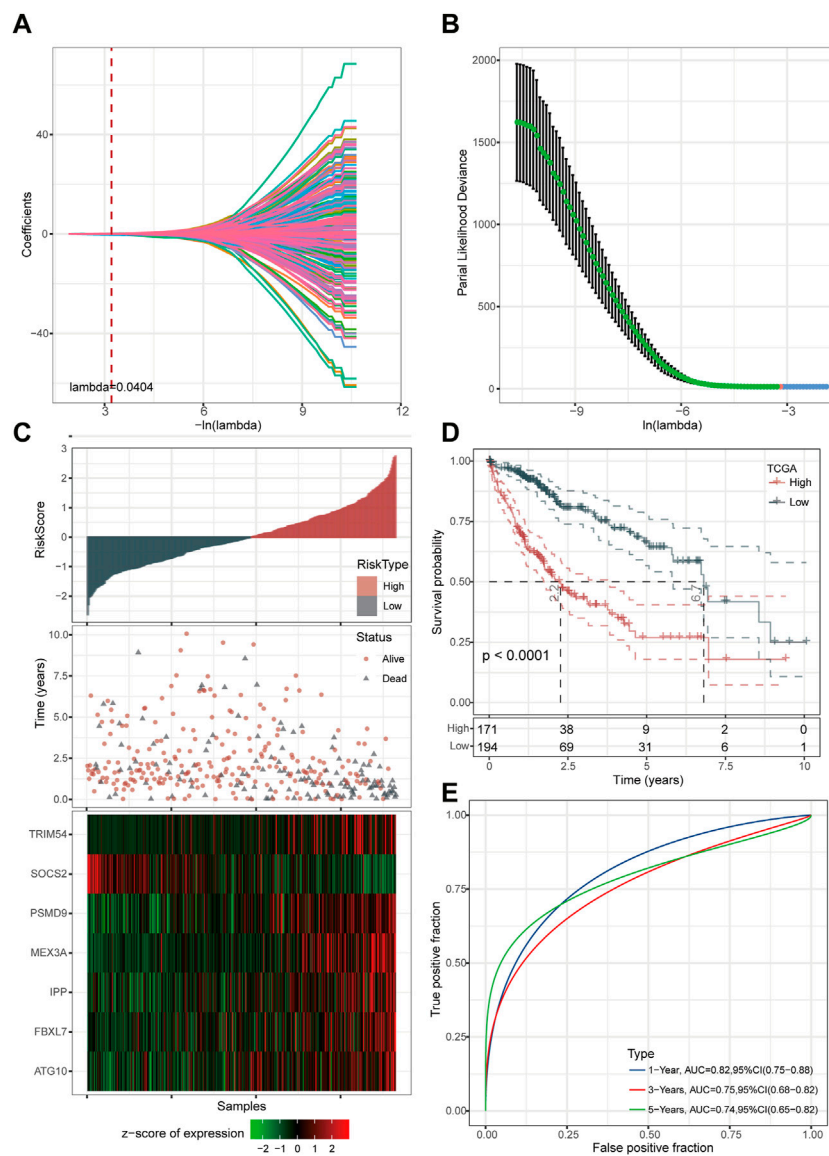 A
40
0
−40
Coefficients
lambda=0.0404
3
6
9
12
−ln(lambda)
B
2000
1500
1000
500
0
Parial Likelihood Deviance
−9
−6
−3
ln(lambda)
C
3
2
1
0
−1
−2
RiskScore
RiskType
High
Low
10.0
7.5
5.0
2.5
0.0
Time (years)
Status
Alive
Dead
TRIM54
SOCS2
PSMD9
MEX3A
IPP
FBXL7
ATG10
Samples
z-score of expression
−2 −1 0 1 2
D
1.00
0.75
0.50
0.25
0.00
Survival probability
TCGA
High
Low
2.2
6.7
p < 0.0001
High 171 38 9 2 0
Low 194 69 31 6 1
0 2.5 5 7.5 10
Time (years)
E
1.00
0.75
0.50
0.25
0.00
True positive fraction
Type
1−Year, AUC=0.82,95%CI(0.75−0.88)
3−Years, AUC=0.75,95%CI(0.68−0.82)
5−Years, AUC=0.74,95%CI(0.65−0.82)
0.00 0.25 0.50 0.75 1.00
False positive fraction